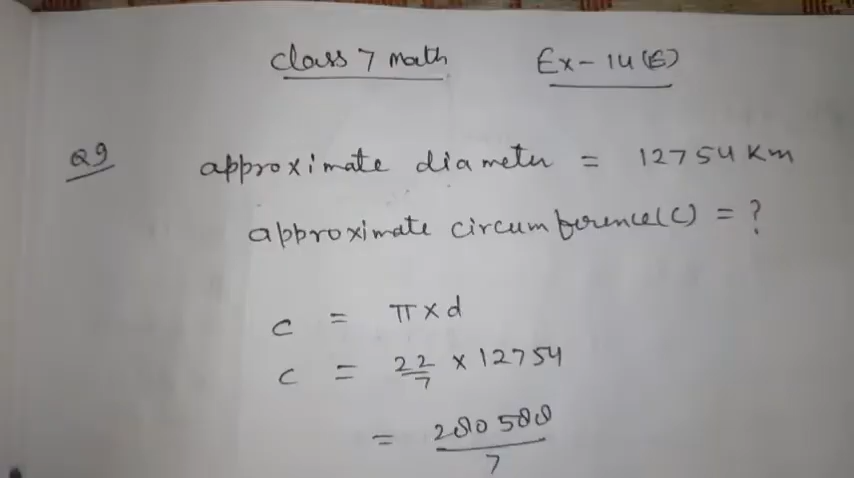 Class 7 math Ex-14(E)
Q9 approximate diameter = 12754 Km
approximate circumference(C) = ?
C = π×d
C = 22/7 × 12754
= 280588/7